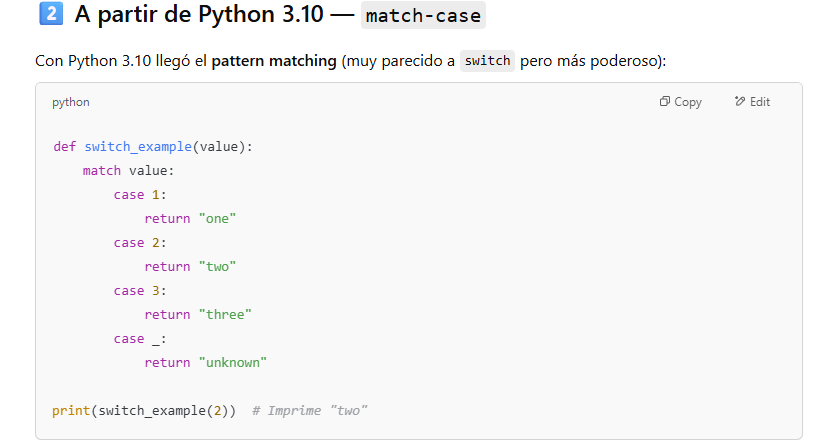 2 A partir de Python 3.10 — match-case
Con Python 3.10 llegó el pattern matching (muy parecido a switch pero más poderoso):
python Copy Edit
def switch_example(value):
    match value:
        case 1:
            return "one"
        case 2:
            return "two"
        case 3:
            return "three"
        case _:
            return "unknown"
print(switch_example(2))  # Imprime "two"